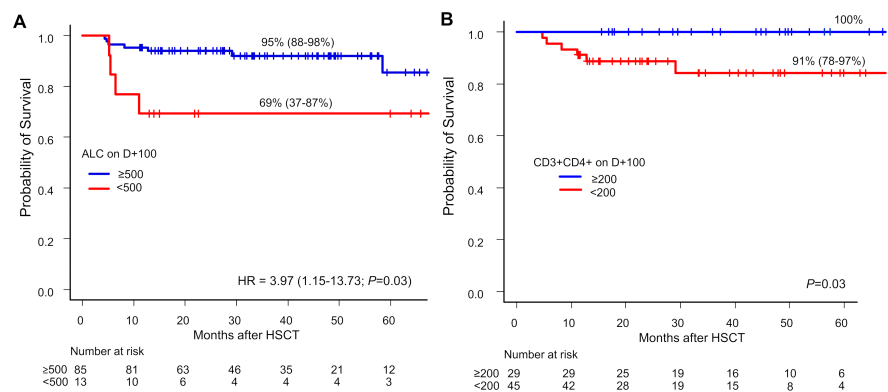 A
1.0
0.8
0.6
0.4
0.2
0.0
Probability of Survival
95% (88-98%)
69% (37-87%)
ALC on D+100
≥500
<500
HR = 3.97 (1.15-13.73; P=0.03)
0 10 20 30 40 50 60
Months after HSCT
Number at risk
≥500 85 81 63 46 35 21 12
<500 13 10 6 4 4 4 3
B
1.0
0.8
0.6
0.4
0.2
0.0
Probability of Survival
100%
91% (78-97%)
CD3+CD4+ on D+100
≥200
<200
P=0.03
0 10 20 30 40 50 60
Months after HSCT
Number at risk
≥200 29 29 25 19 16 10 6
<200 45 42 28 19 15 8 4